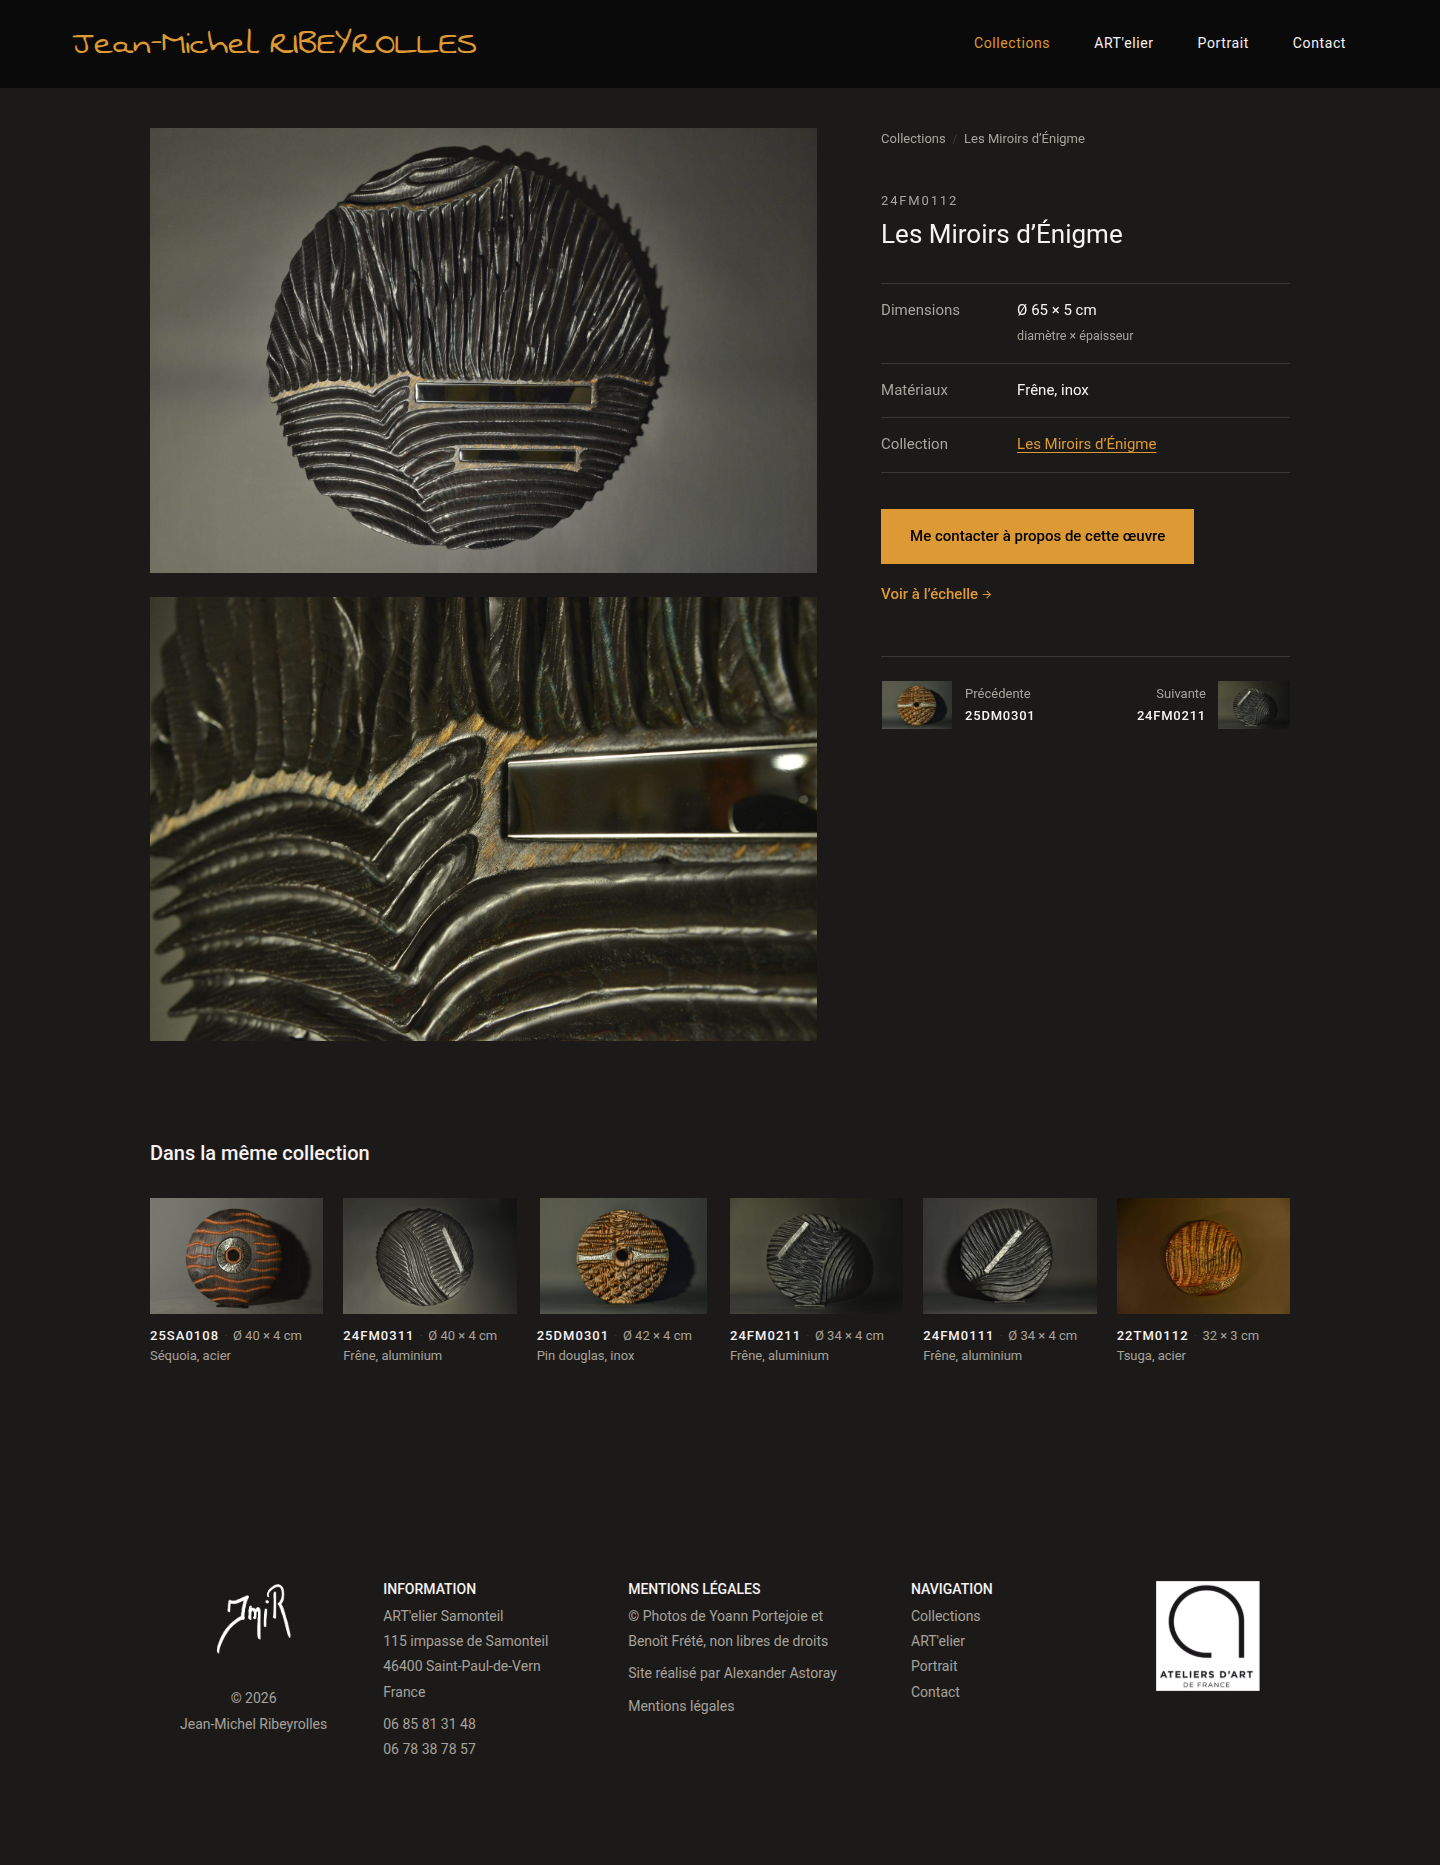 Jean-Michel RIBEYROLLES
Collections ART'elier Portrait Contact
Collections / Les Miroirs d’Énigme
24FM0112
Les Miroirs d’Énigme
Dimensions Ø 65 × 5 cm
diamètre × épaisseur
Matériaux Frêne, inox
Collection Les Miroirs d’Énigme
Me contacter à propos de cette œuvre
Voir à l’échelle →
Précédente
25DM0301
Suivante
24FM0211
Dans la même collection
25SA0108 · Ø 40 × 4 cm
Séquoia, acier
24FM0311 · Ø 40 × 4 cm
Frêne, aluminium
25DM0301 · Ø 42 × 4 cm
Pin douglas, inox
24FM0211 · Ø 34 × 4 cm
Frêne, aluminium
24FM0111 · Ø 34 × 4 cm
Frêne, aluminium
22TM0112 · 32 × 3 cm
Tsuga, acier
JmiR
© 2026
Jean-Michel Ribeyrolles
INFORMATION
ART'elier Samonteil
115 impasse de Samonteil
46400 Saint-Paul-de-Vern
France
06 85 81 31 48
06 78 38 78 57
MENTIONS LÉGALES
© Photos de Yoann Portejoie et
Benoît Frété, non libres de droits
Site réalisé par Alexander Astoray
Mentions légales
NAVIGATION
Collections
ART'elier
Portrait
Contact
ATELIERS D'ART
DE FRANCE